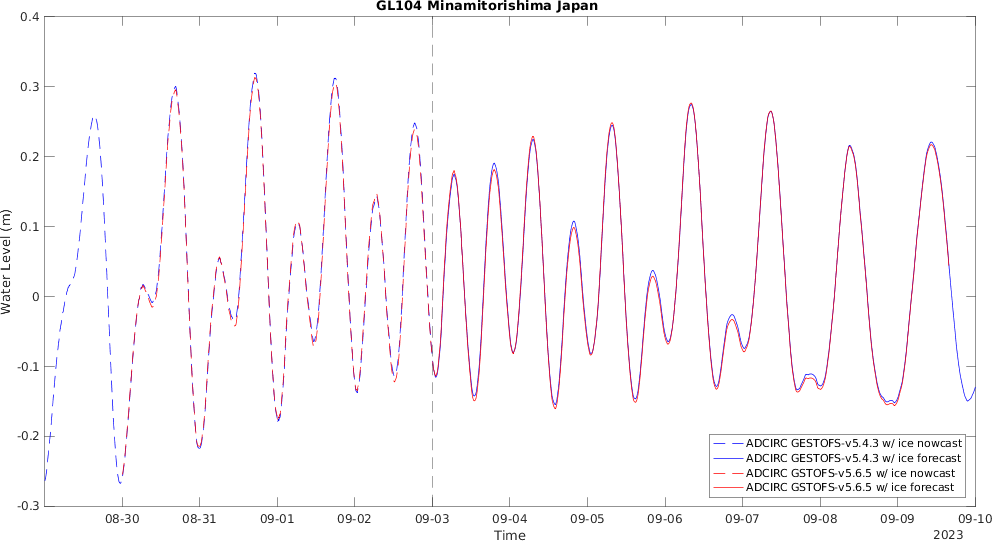 GL104 Minamitorishima Japan
Water Level (m)
0.4
0.3
0.2
0.1
0
-0.1
-0.2
-0.3
ADCIRC GESTOFS-v5.4.3 w/ ice nowcast
ADCIRC GESTOFS-v5.4.3 w/ ice forecast
ADCIRC GSTOFS-v5.6.5 w/ ice nowcast
ADCIRC GSTOFS-v5.6.5 w/ ice forecast
08-30 08-31 09-01 09-02 09-03 09-04 09-05 09-06 09-07 09-08 09-09 09-10
Time
2023